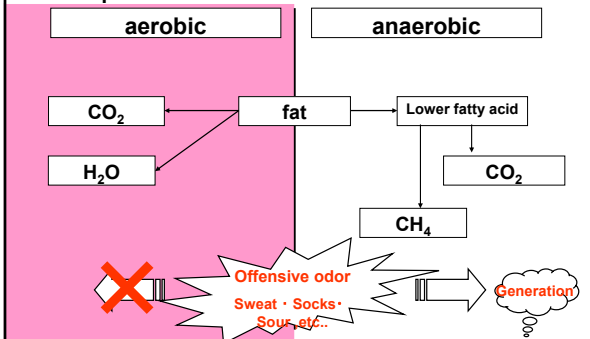 aerobic
anaerobic
CO₂
fat
Lower fatty acid
H₂O
CO₂
CH₄
Offensive odor
Sweat・Socks・
Sour, etc..
Generation